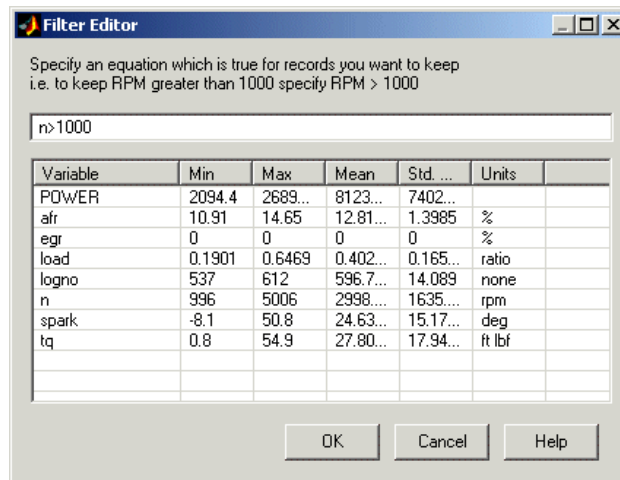 Filter Editor
Specify an equation which is true for records you want to keep
i.e. to keep RPM greater than 1000 specify RPM > 1000
n>1000
Variable Min Max Mean Std. ... Units
POWER 2094.4 2689... 8123... 7402...
afr 10.91 14.65 12.81... 1.3985 %
egr 0 0 0 0 %
load 0.1901 0.6469 0.402... 0.165... ratio
logno 537 612 596.7... 14.089 none
n 996 5006 2998.... 1635.... rpm
spark -8.1 50.8 24.63... 15.17... deg
tq 0.8 54.9 27.80... 17.94... ft lbf
OK Cancel Help